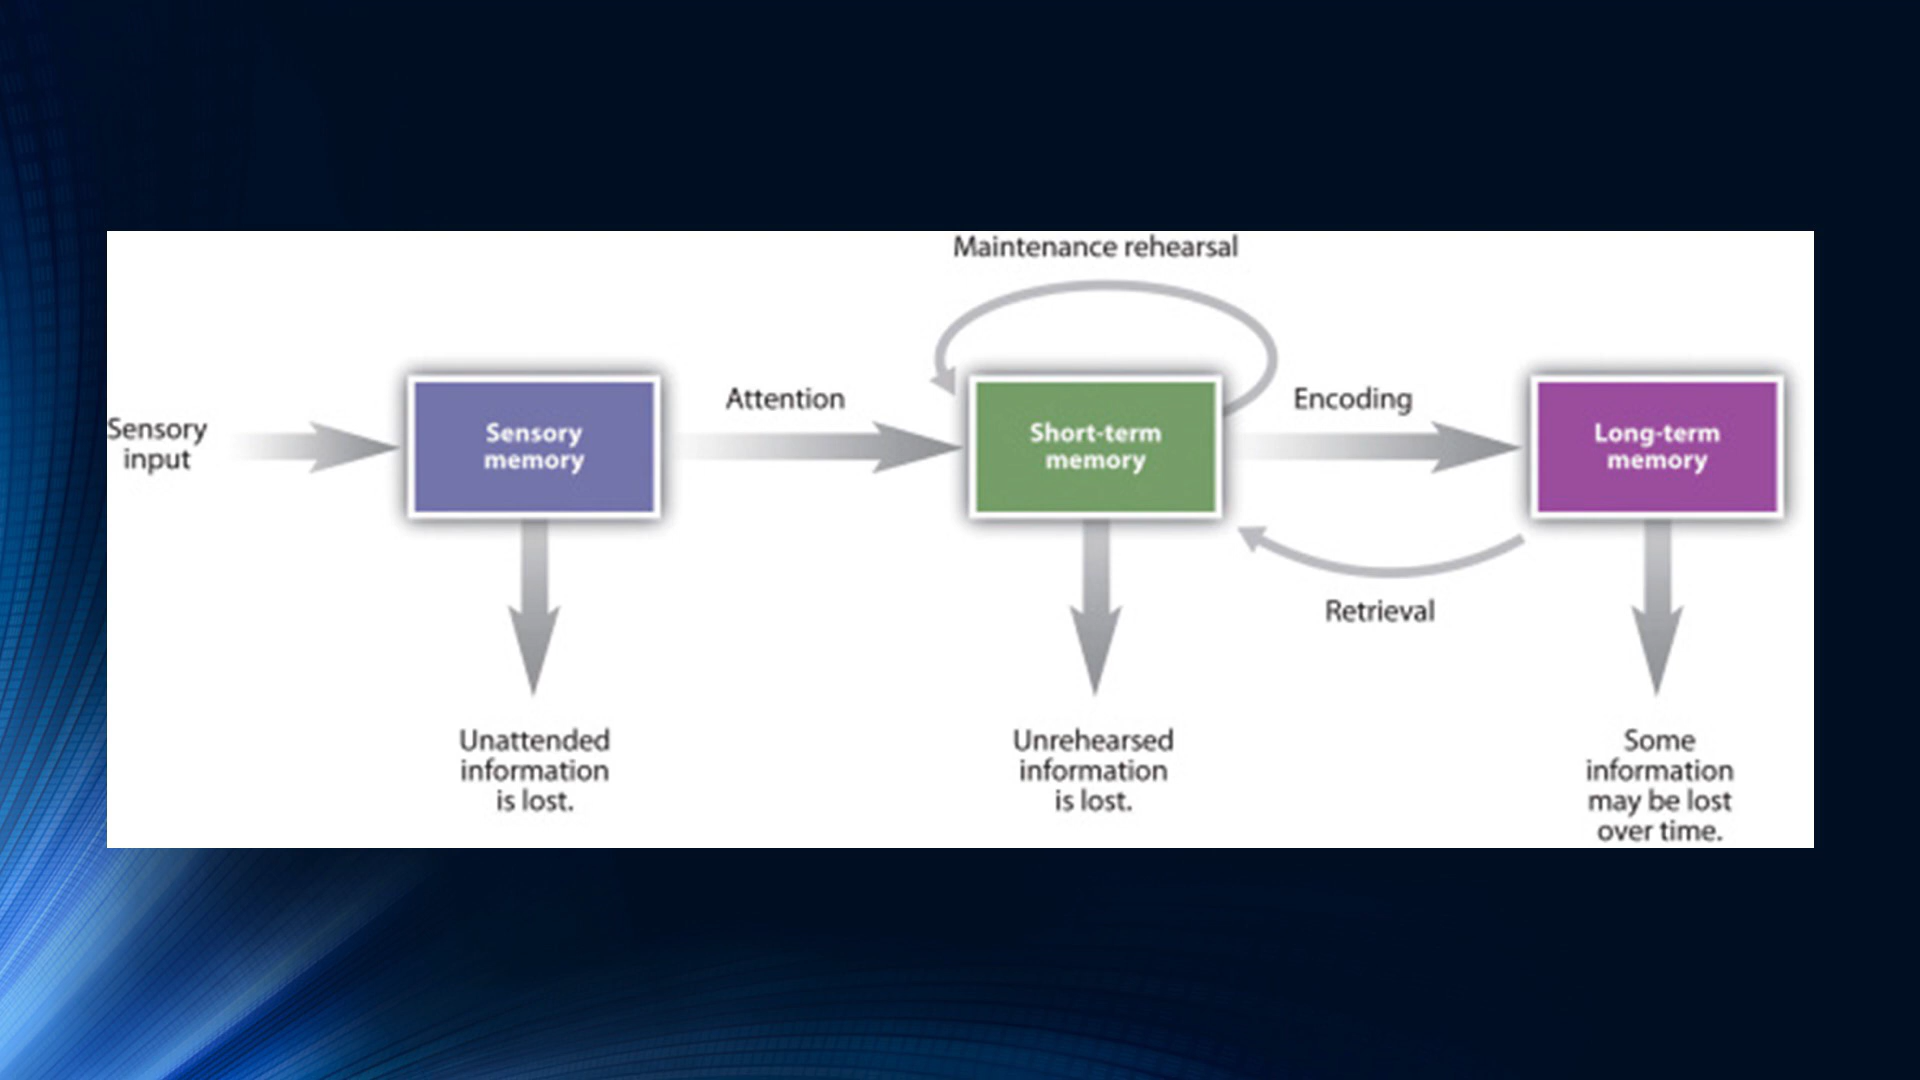 Maintenance rehearsal
Sensory
input
Sensory
memory
Attention
Short-term
memory
Encoding
Long-term
memory
Retrieval
Unattended
information
is lost.
Unrehearsed
information
is lost.
Some
information
may be lost
over time.